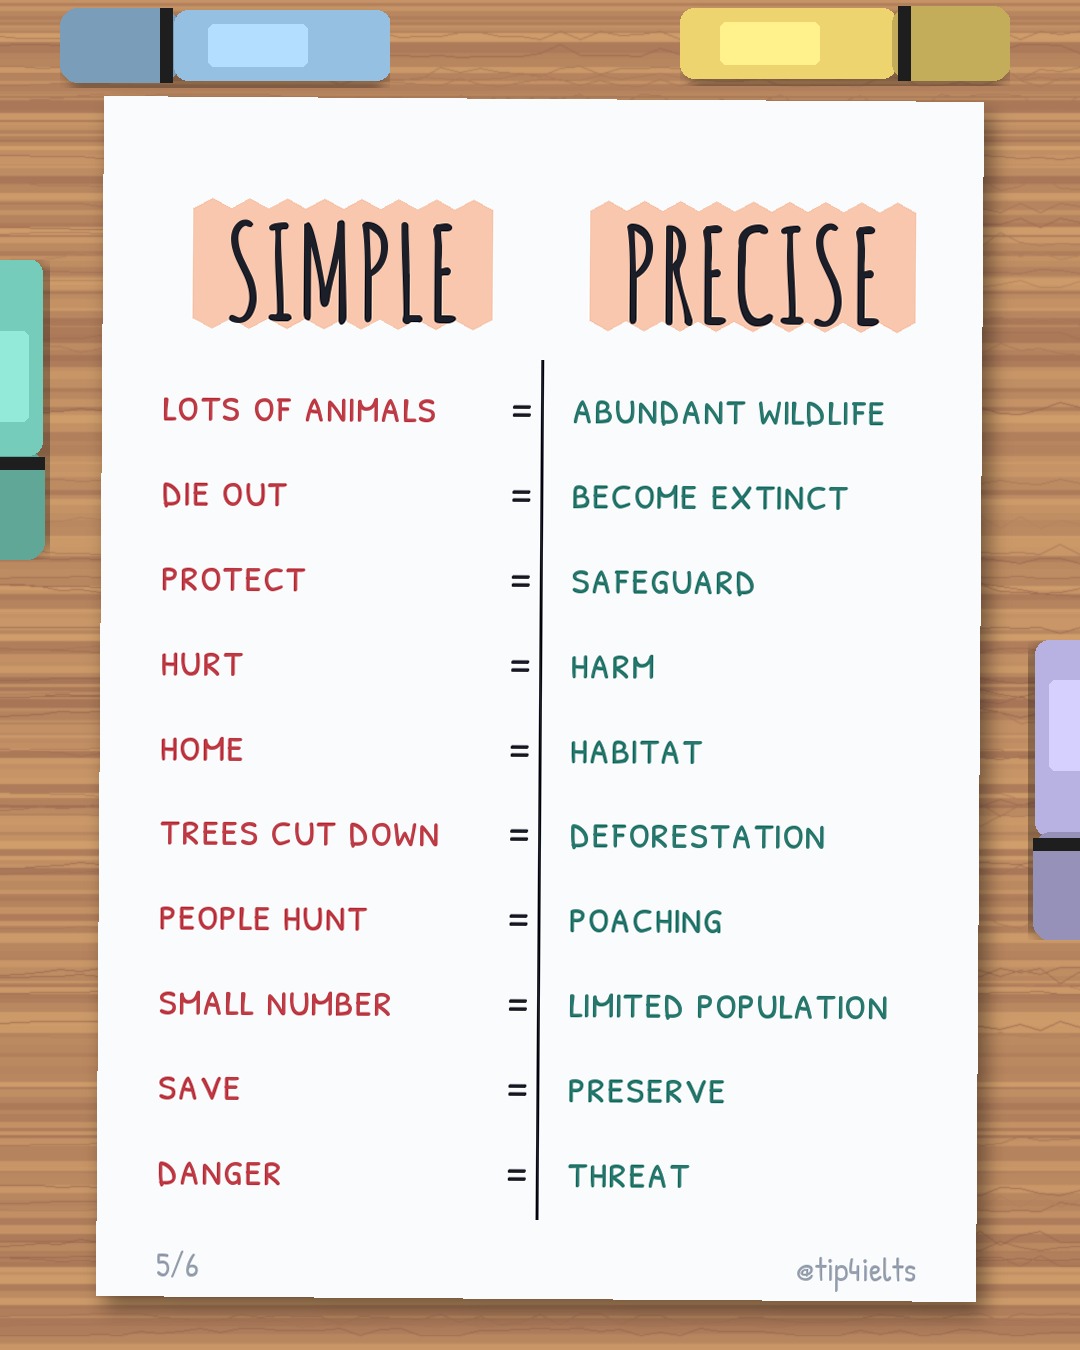 SIMPLE PRECISE
LOTS OF ANIMALS = ABUNDANT WILDLIFE
DIE OUT = BECOME EXTINCT
PROTECT = SAFEGUARD
HURT = HARM
HOME = HABITAT
TREES CUT DOWN = DEFORESTATION
PEOPLE HUNT = POACHING
SMALL NUMBER = LIMITED POPULATION
SAVE = PRESERVE
DANGER = THREAT
5/6 @tip4ielts